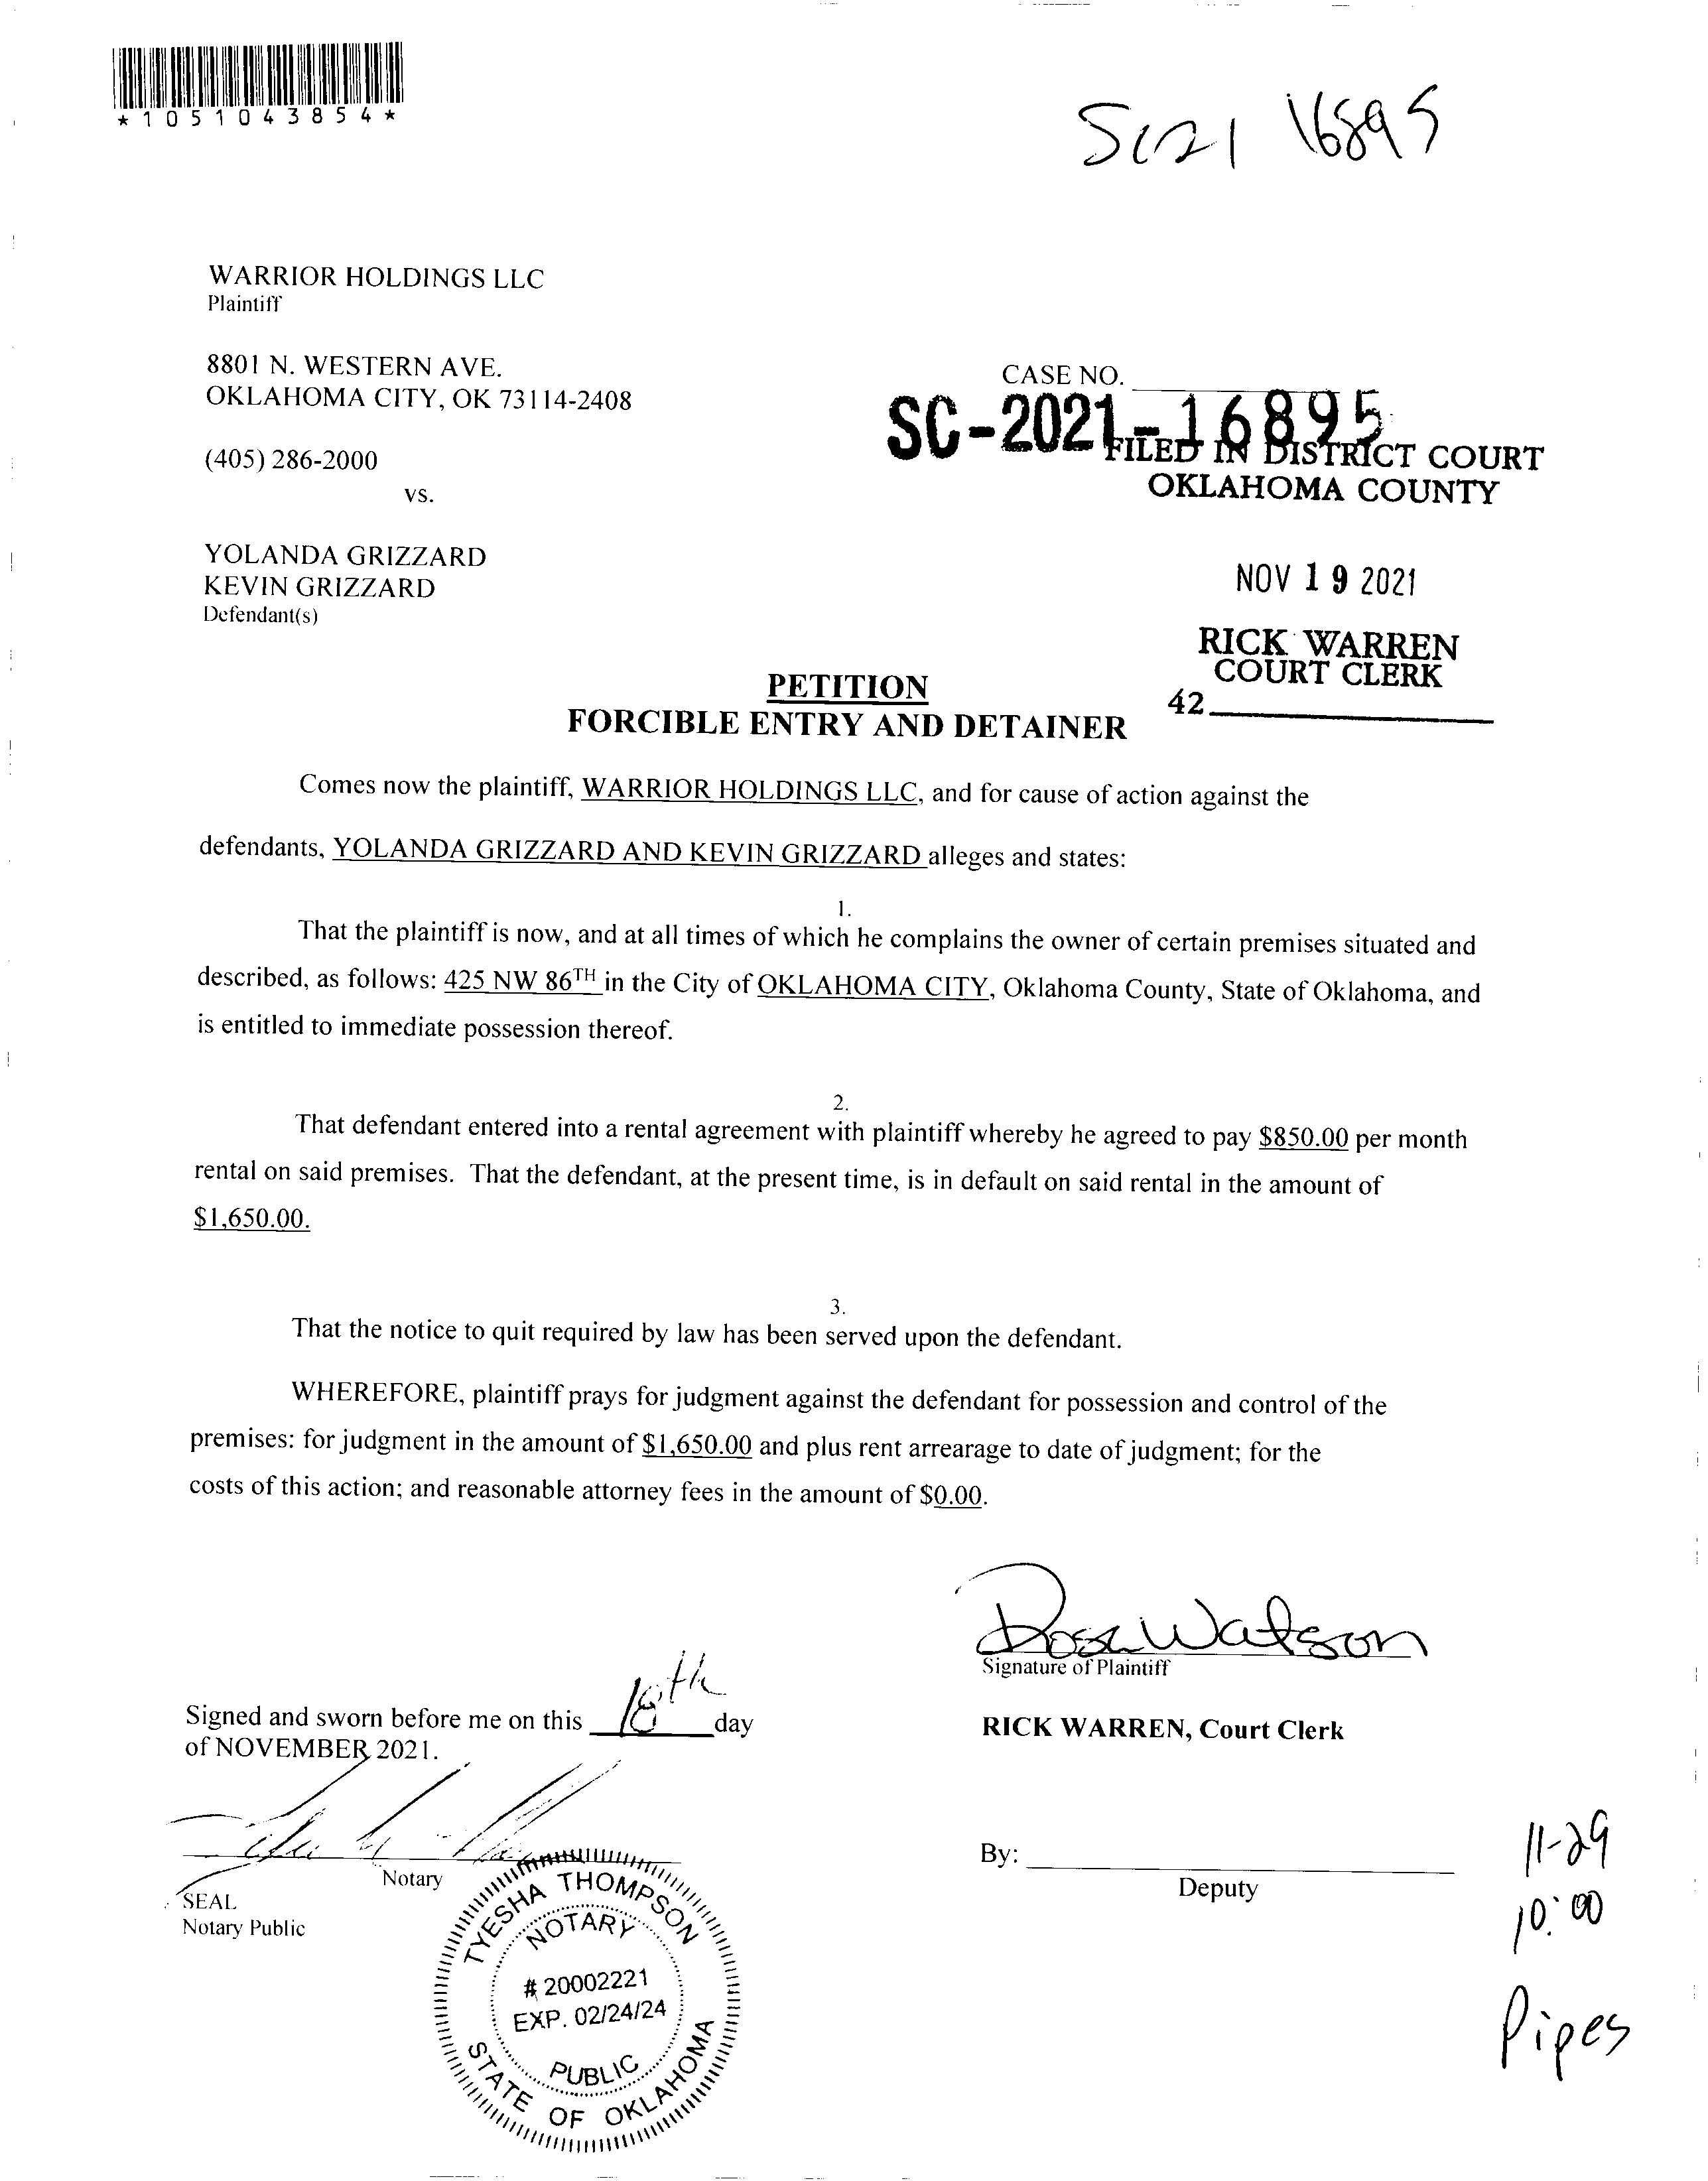 *1051043854*
SC21 16895
WARRIOR HOLDINGS LLC
Plaintiff
8801 N. WESTERN AVE.
OKLAHOMA CITY, OK 73114-2408
CASE NO.
SC-2021-16895
(405) 286-2000
FILED IN DISTRICT COURT
OKLAHOMA COUNTY
vs.
YOLANDA GRIZZARD
KEVIN GRIZZARD
Defendant(s)
NOV 19 2021
RICK WARREN
COURT CLERK
42
PETITION
FORCIBLE ENTRY AND DETAINER
Comes now the plaintiff, WARRIOR HOLDINGS LLC, and for cause of action against the
defendants, YOLANDA GRIZZARD AND KEVIN GRIZZARD alleges and states:
1.
That the plaintiff is now, and at all times of which he complains the owner of certain premises situated and
described, as follows: 425 NW 86TH in the City of OKLAHOMA CITY, Oklahoma County, State of Oklahoma, and
is entitled to immediate possession thereof.
2.
That defendant entered into a rental agreement with plaintiff whereby he agreed to pay $850.00 per month
rental on said premises. That the defendant, at the present time, is in default on said rental in the amount of
$1,650.00.
3.
That the notice to quit required by law has been served upon the defendant.
WHEREFORE, plaintiff prays for judgment against the defendant for possession and control of the
premises: for judgment in the amount of $1,650.00 and plus rent arrearage to date of judgment; for the
costs of this action; and reasonable attorney fees in the amount of $0.00.
Watson
Signature of Plaintiff
Signed and sworn before me on this 18th day
of NOVEMBER 2021.
RICK WARREN, Court Clerk
Notary
SEAL
Notary Public
TYESHA THOMPSON
NOTARY
# 20002221
EXP. 02/24/24
PUBLIC
STATE OF OKLAHOMA
By:
Deputy
11-29
10:00
Pipes